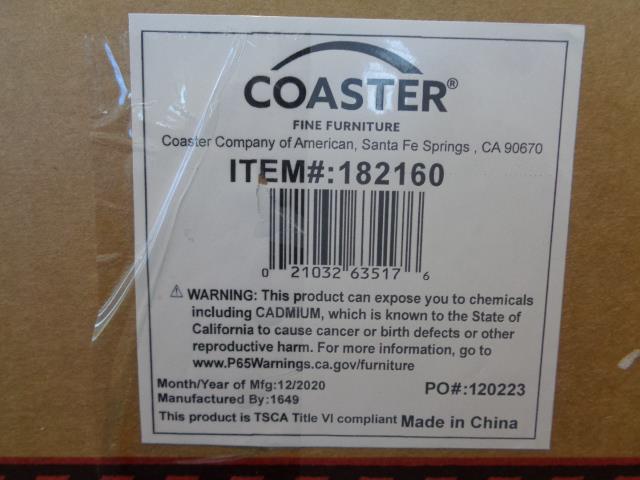 COASTER®
FINE FURNITURE
Coaster Company of American, Santa Fe Springs , CA 90670
ITEM#:182160
0 21032 63517 6
⚠ WARNING: This product can expose you to chemicals
including CADMIUM, which is known to the State of
California to cause cancer or birth defects or other
reproductive harm. For more information, go to
www.P65Warnings.ca.gov/furniture
Month/Year of Mfg:12/2020 PO#:120223
Manufactured By:1649
This product is TSCA Title VI compliant Made in China